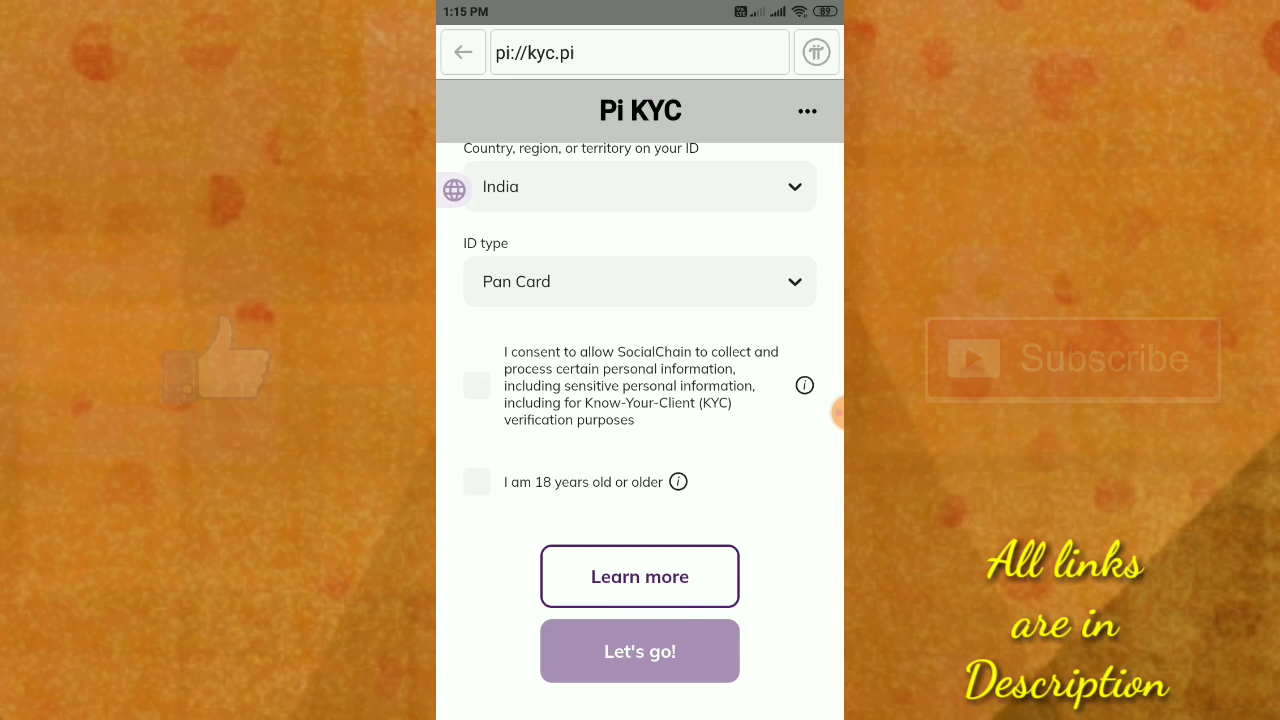 1:15 PM
89
pi://kyc.pi
Pi KYC
Country, region, or territory on your ID
India
ID type
Pan Card
I consent to allow SocialChain to collect and
process certain personal information,
including sensitive personal information,
including for Know-Your-Client (KYC)
verification purposes
I am 18 years old or older
Learn more
Let's go!
Subscribe
All links
are in
Description